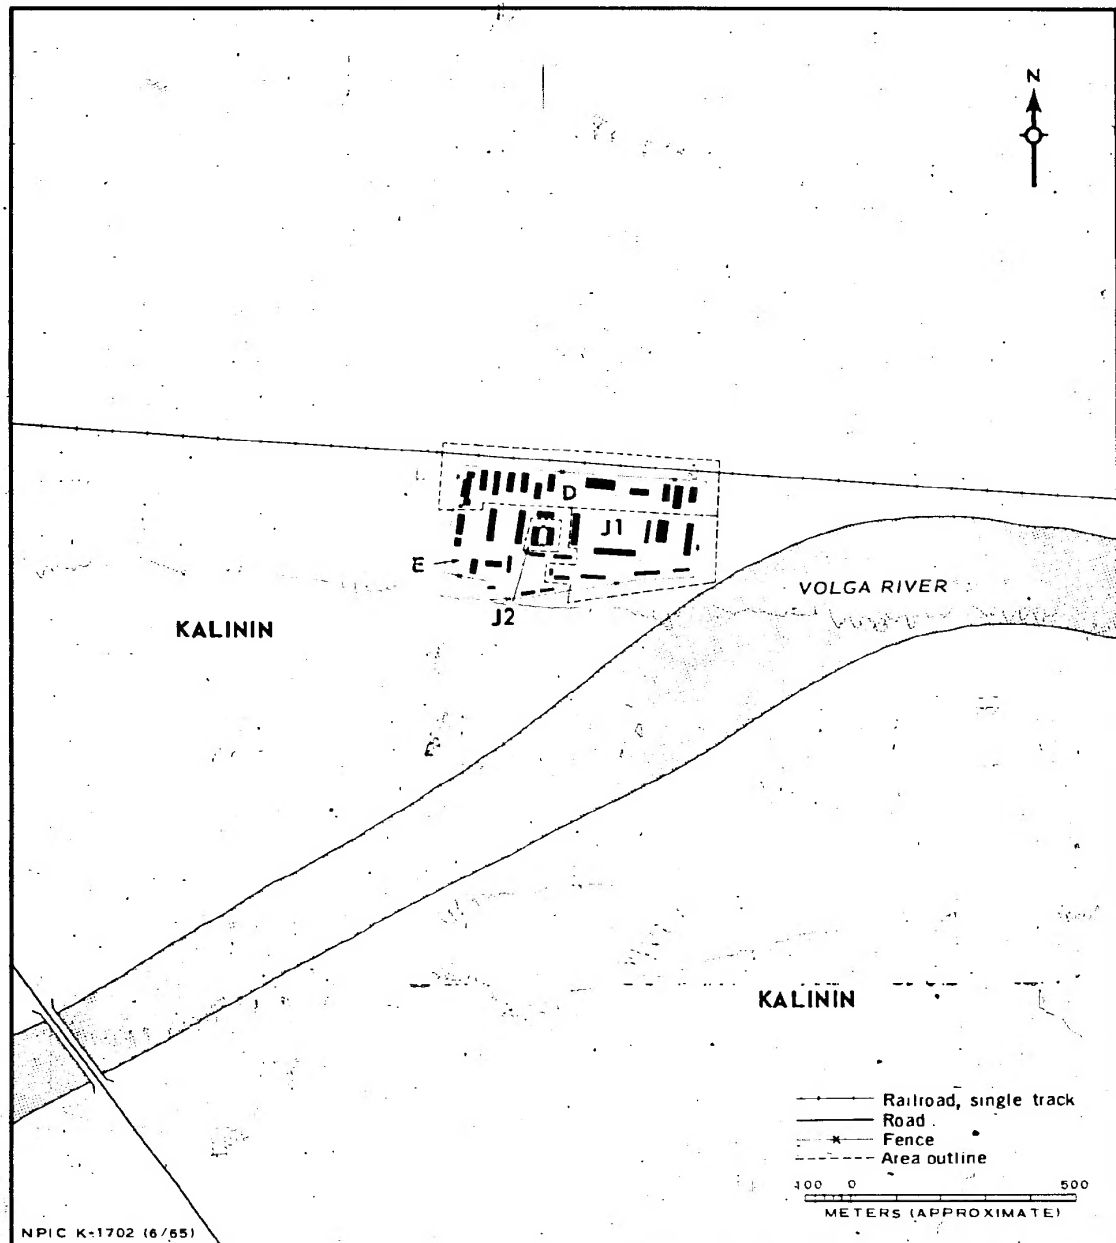 N
D
J1
E
J2
VOLGA RIVER
KALININ
KALININ
Railroad, single track
Road
Fence
Area outline
100 0 500
METERS (APPROXIMATE)
NPIC K-1702 (6/65)